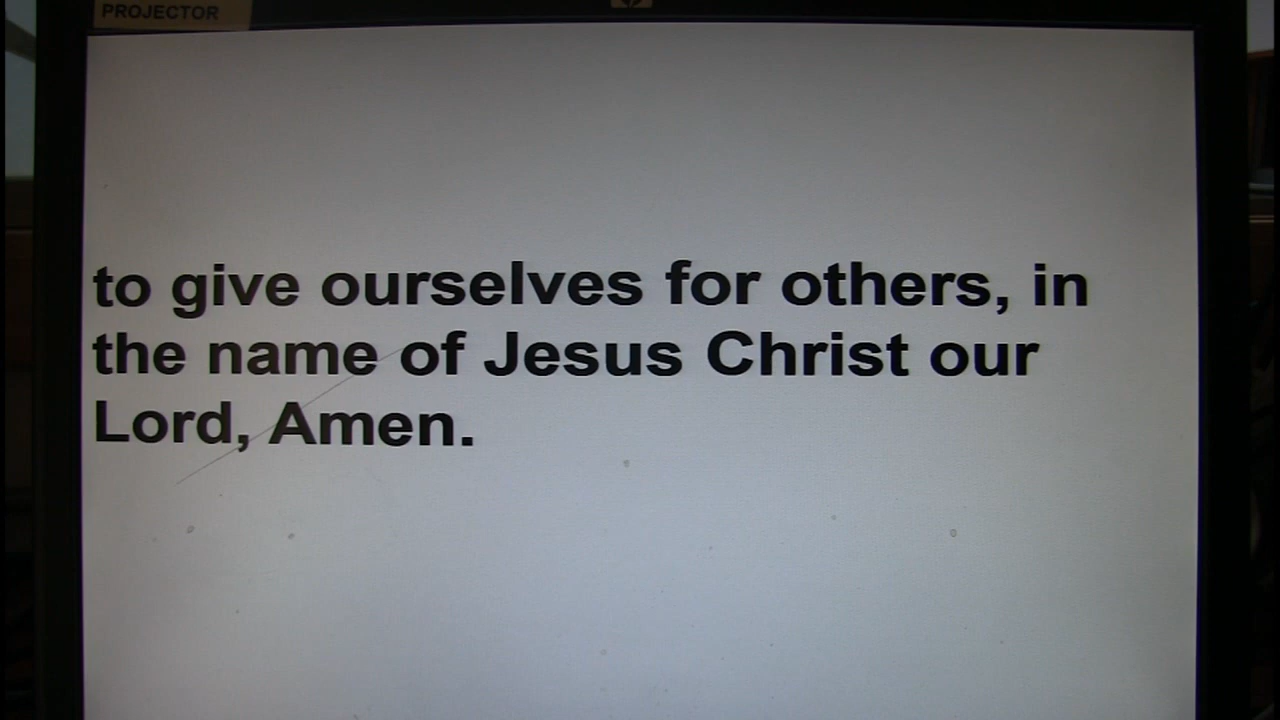 PROJECTOR
to give ourselves for others, in
the name of Jesus Christ our
Lord, Amen.